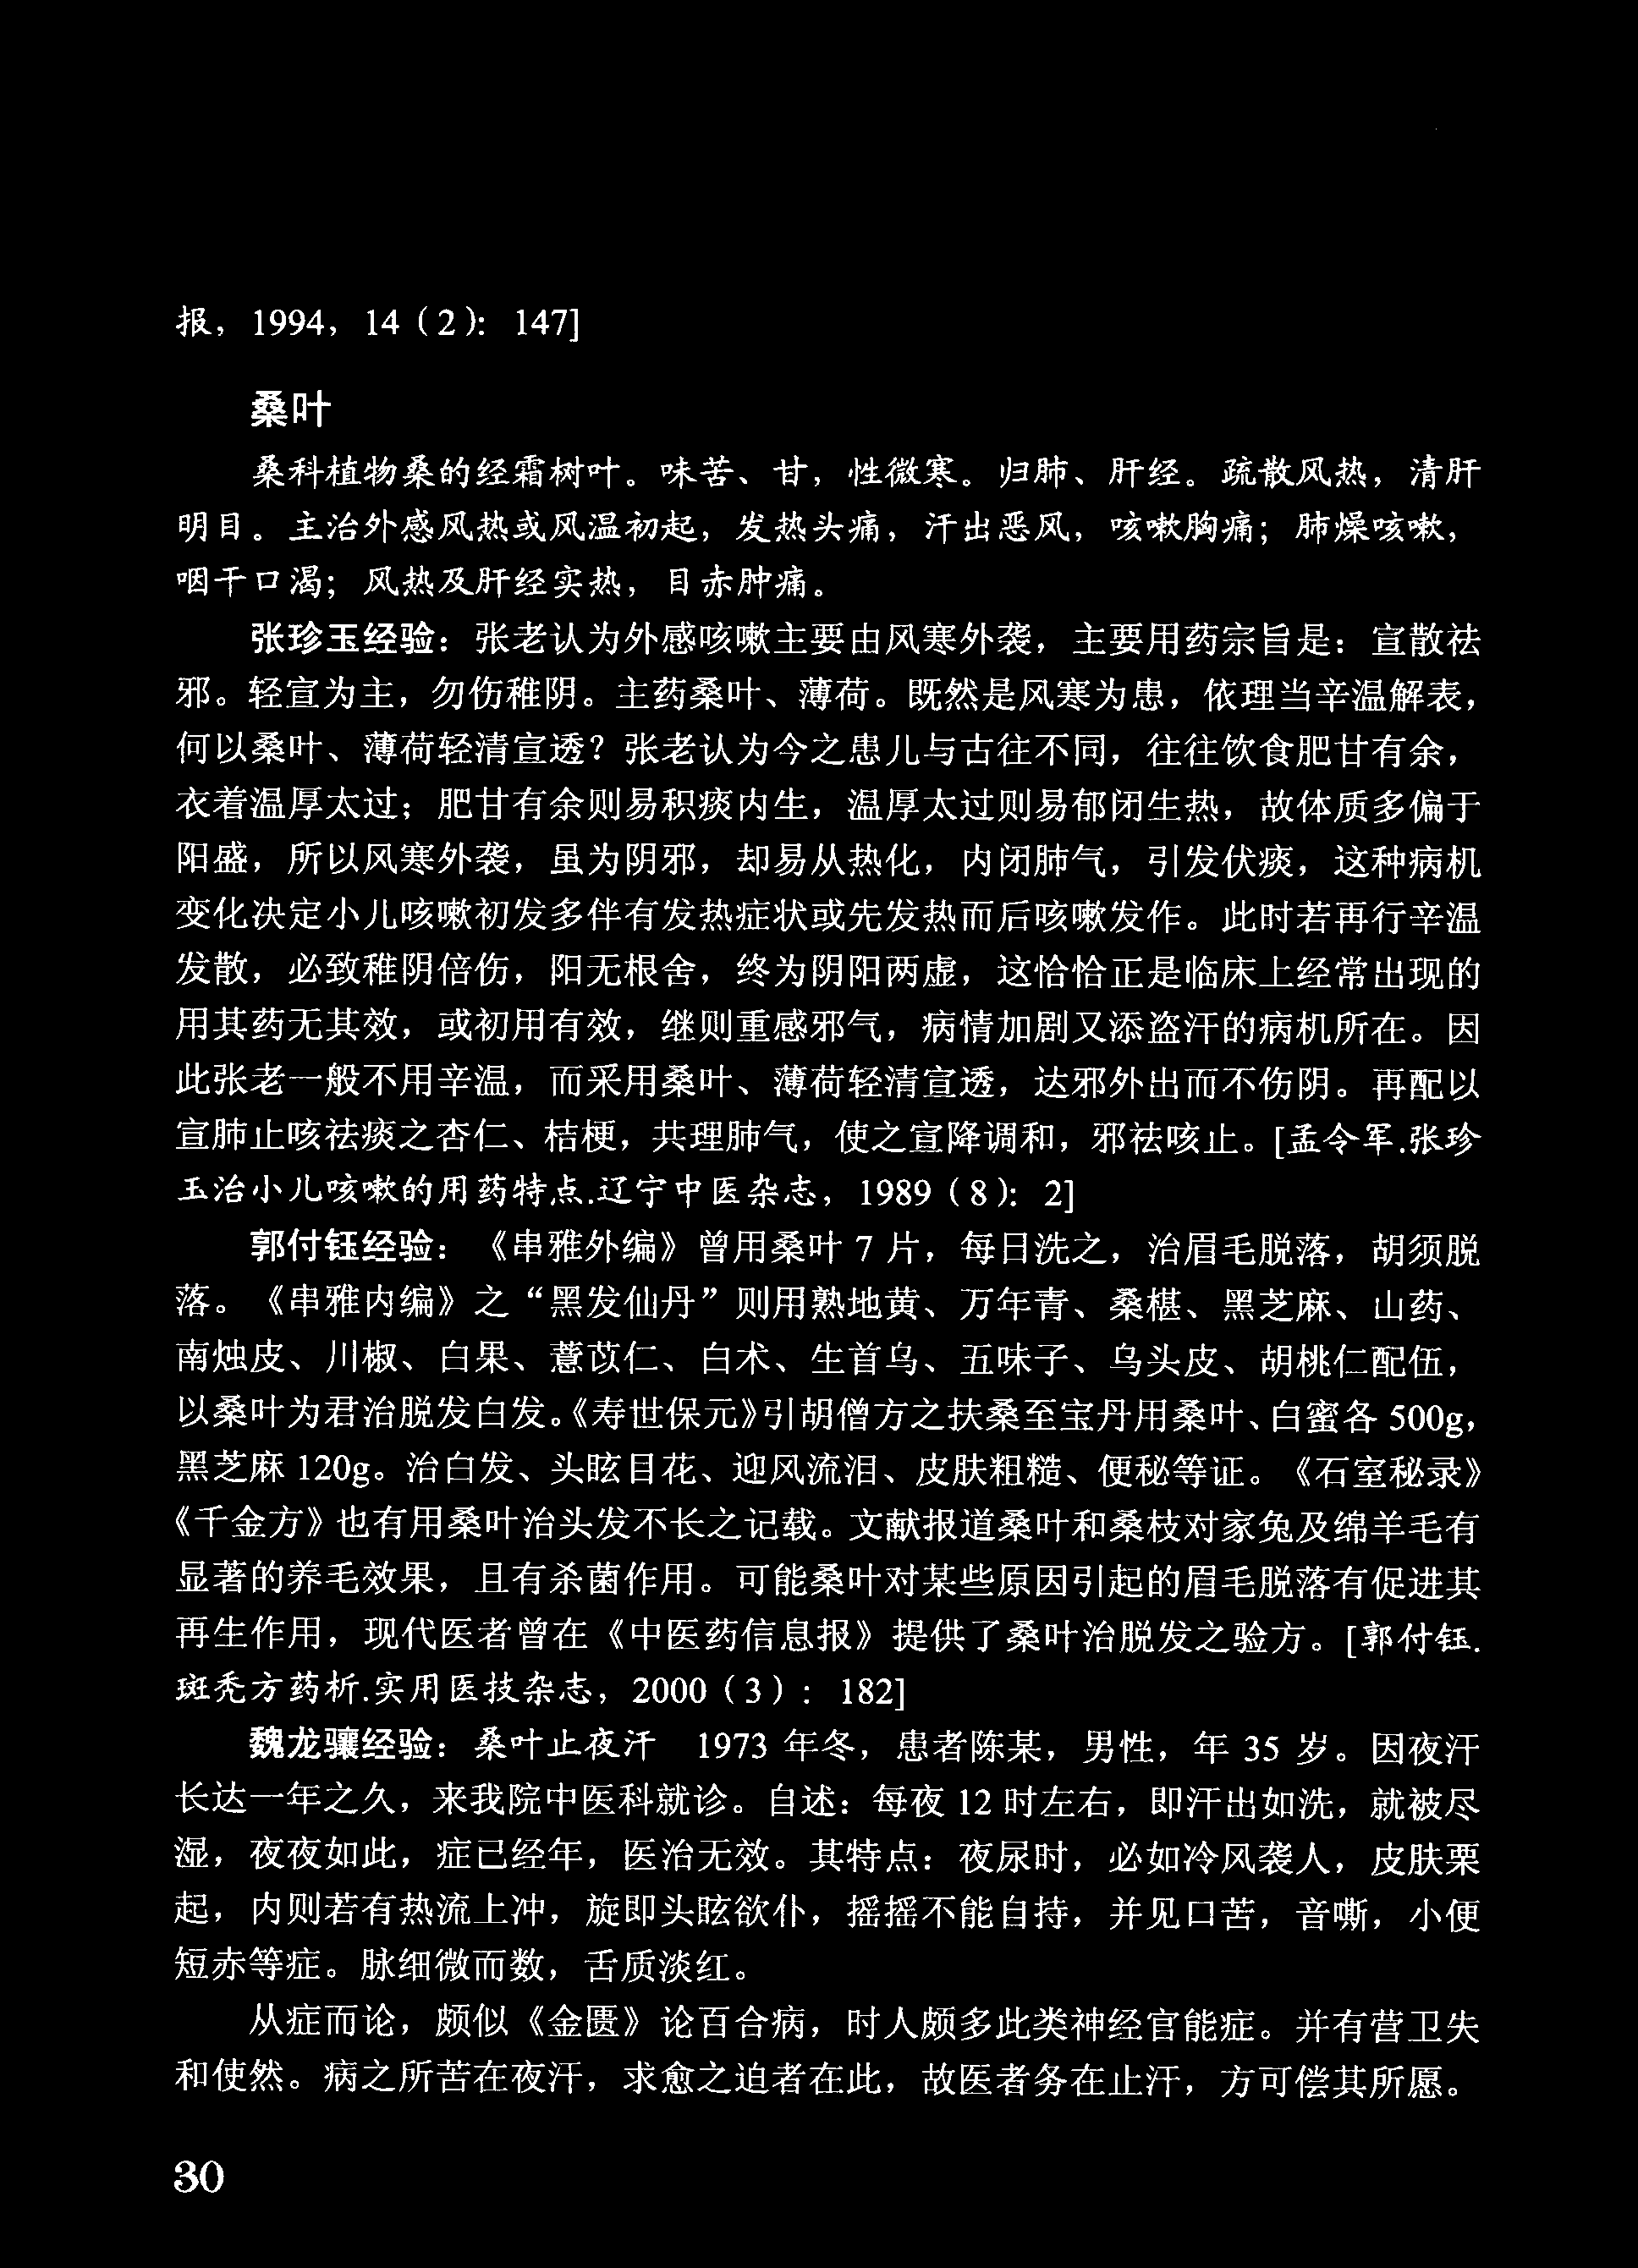 报，1994，14（2）：147]
桑叶
桑科植物桑的经霜树叶。味苦、甘，性微寒。归肺、肝经。疏散风热，清肝
明目。主治外感风热或风温初起，发热头痛，汗出恶风，咳嗽胸痛；肺燥咳嗽，
咽干口渴；风热及肝经实热，目赤肿痛。
张珍玉经验：张老认为外感咳嗽主要由风寒外袭，主要用药宗旨是：宣散祛
邪。轻宣为主，勿伤稚阴。主药桑叶、薄荷。既然是风寒为患，依理当辛温解表，
何以桑叶、薄荷轻清宣透？张老认为今之患儿与古往不同，往往饮食肥甘有余，
衣着温厚太过；肥甘有余则易积痰内生，温厚太过则易郁闭生热，故体质多偏于
阳盛，所以风寒外袭，虽为阴邪，却易从热化，内闭肺气，引发伏痰，这种病机
变化决定小儿咳嗽初发多伴有发热症状或先发热而后咳嗽发作。此时若再行辛温
发散，必致稚阴倍伤，阳无根舍，终为阴阳两虚，这恰恰正是临床上经常出现的
用其药无其效，或初用有效，继则重感邪气，病情加剧又添盗汗的病机所在。因
此张老一般不用辛温，而采用桑叶、薄荷轻清宣透，达邪外出而不伤阴。再配以
宣肺止咳祛痰之杏仁、桔梗，共理肺气，使之宣降调和，邪祛咳止。[孟令军.张珍
玉治小儿咳嗽的用药特点.辽宁中医杂志，1989（8）：2]
郭付钰经验：《串雅外编》曾用桑叶 7 片，每日洗之，治眉毛脱落，胡须脱
落。《串雅内编》之“黑发仙丹”则用熟地黄、万年青、桑椹、黑芝麻、山药、
南烛皮、川椒、白果、薏苡仁、白术、生首乌、五味子、乌头皮、胡桃仁配伍，
以桑叶为君治脱发白发。《寿世保元》引胡僧方之扶桑至宝丹用桑叶、白蜜各 500g，
黑芝麻 120g。治白发、头眩目花、迎风流泪、皮肤粗糙、便秘等证。《石室秘录》
《千金方》也有用桑叶治头发不长之记载。文献报道桑叶和桑枝对家兔及绵羊毛有
显著的养毛效果，且有杀菌作用。可能桑叶对某些原因引起的眉毛脱落有促进其
再生作用，现代医者曾在《中医药信息报》提供了桑叶治脱发之验方。[郭付钰.
斑秃方药析.实用医技杂志，2000（3）：182]
魏龙骧经验：桑叶止夜汗 1973 年冬，患者陈某，男性，年 35 岁。因夜汗
长达一年之久，来我院中医科就诊。自述：每夜 12 时左右，即汗出如洗，就被尽
湿，夜夜如此，症已经年，医治无效。其特点：夜尿时，必如冷风袭人，皮肤栗
起，内则若有热流上冲，旋即头眩欲仆，摇摇不能自持，并见口苦，音嘶，小便
短赤等症。脉细微而数，舌质淡红。
从症而论，颇似《金匮》论百合病，时人颇多此类神经官能症。并有营卫失
和使然。病之所苦在夜汗，求愈之迫者在此，故医者务在止汗，方可偿其所愿。
30